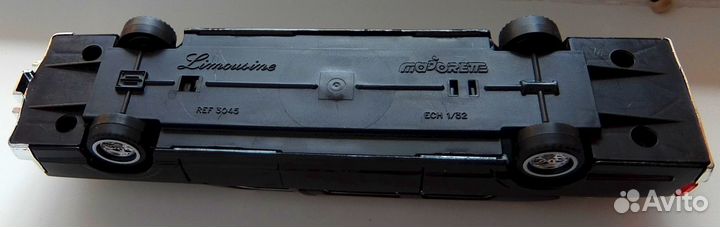 Limousine
MAJORETTE
REF 3045
ECH 1/32
Avito